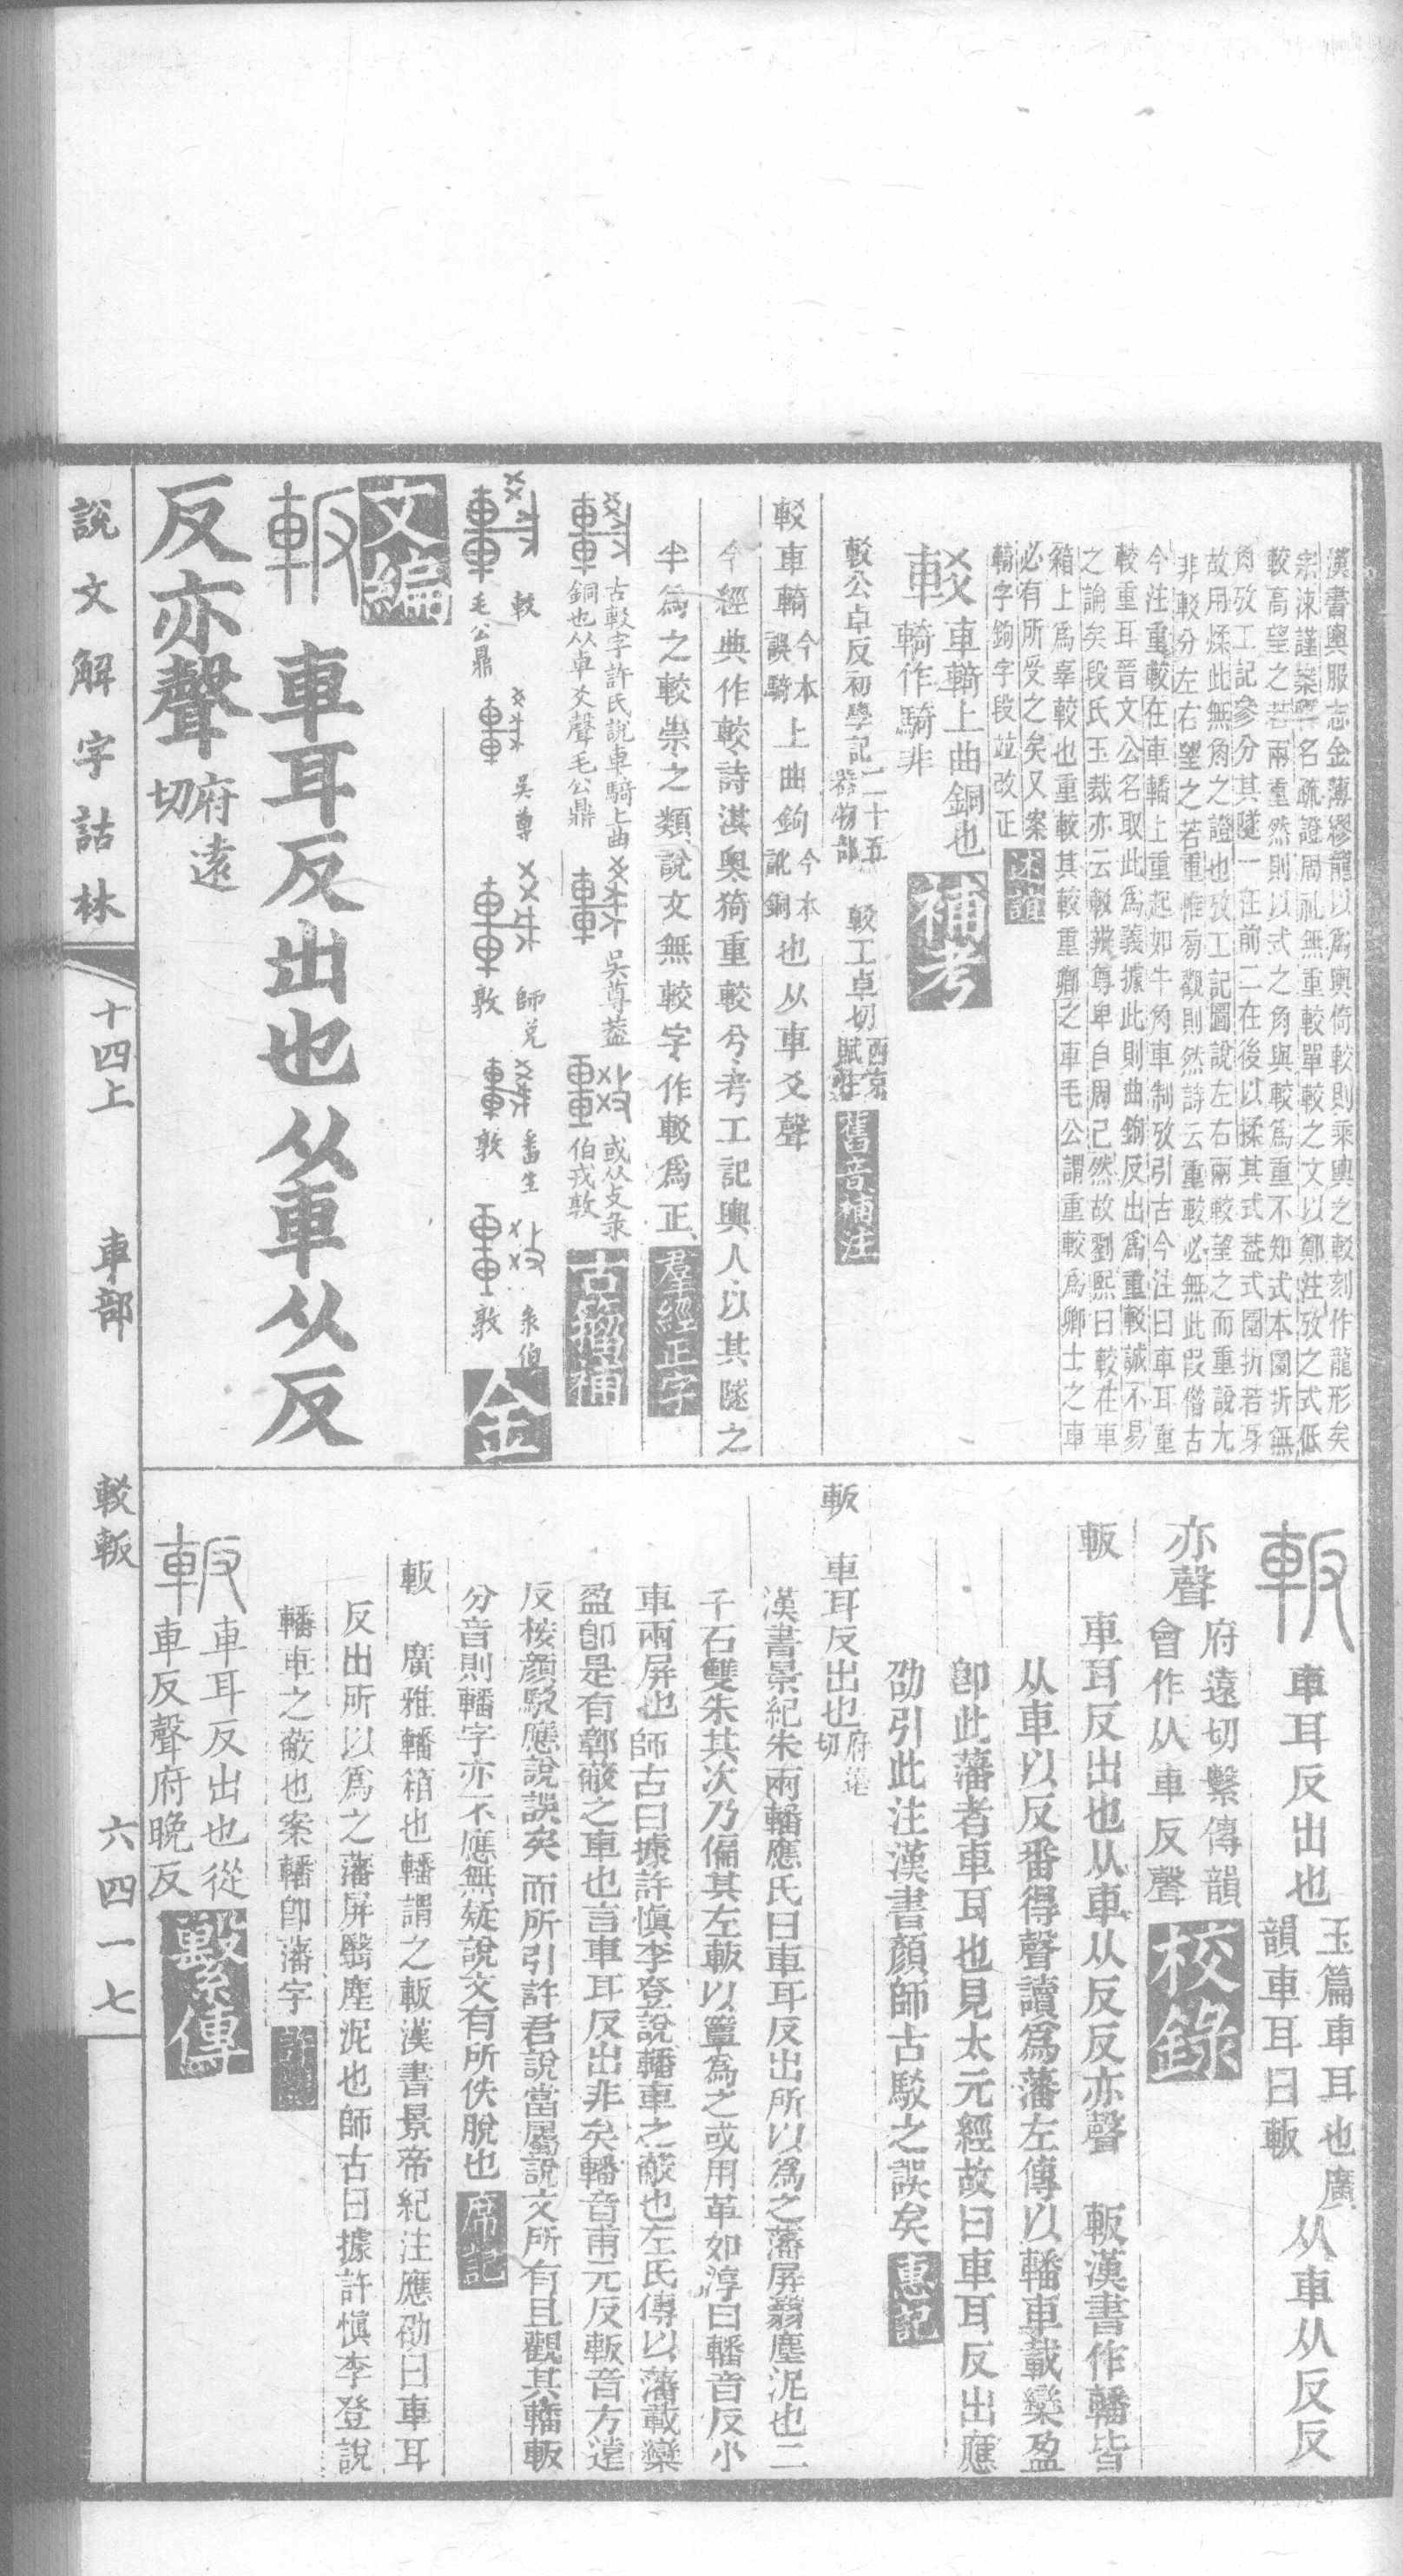 漢書輿服志金薄繆龍以爲輿倚較則乘輿之較刻作龍形矣
宗涑謹案釋名疏證周礼無重較單較之文以鄭注攷之式低
較高望之若兩重然則以式之角與較爲重不知式本圜折無
角攷工記參分其隧一在前二在後以揉其式葢式圜折若身
故用揉此無角之證也攷工記圖說左右兩較望之而重說尢
非較分左右望之若重惟㫄觀則然詩云重較必無此叚僭古
今注重較在車轓上重起如牛角車制攷引古今注曰車耳重
較重耳晉文公名取此爲義據此則曲鉤反出爲重較誠不易
之論矣段氏玉裁亦云較辨尊卑自周已然故劉熙曰較在車
箱上爲辜較也重較其較重卿之車毛公謂重較爲卿士之車
必有所受之矣又案
輢字鉤字段竝改正 述誼
較車輢上曲銅也
輢作騎非 補考
較公卓反初學記二十五器物部 較工卓切西京賦注 舊音補注
較車輢今本誤騎上曲鉤今本訛銅也从車爻聲
今經典作較詩淇奥猗重較兮考工記輿人以其隧之
半爲之較崇之類說文無較字作較爲正 羣經正字
古較字許氏說車騎上曲銅也从卓爻聲毛公鼎 吳尊葢 或从攴彔伯戎敦 古籀補
較 毛公鼎 吳尊 師兌敦 番生敦 彔伯敦 金
文編
軓 車耳反出也从車从反
反亦聲府遠切
說文解字詁林 十四上 車部 較軓 六四一七
軓 車耳反出也玉篇車耳也廣韻車耳曰軓 从車从反反
亦聲府遠切繫傳韻會作从車反聲 校錄
軓 車耳反出也从車从反反亦聲 軓漢書作轓皆
从車以反番得聲讀爲藩左傳以轓車載欒盈
卽此藩者車耳也見太元經故曰車耳反出應
劭引此注漢書顏師古駁之誤矣 惠記
軓 車耳反出也府遠切
漢書景紀朱兩轓應氏曰車耳反出所以爲之藩屏翳塵泥也二
千石雙朱其次乃偏其左軓以簟爲之或用革如淳曰轓音反小
車兩屏也師古曰據許愼李登說轓車之蔽也左氏傳以藩載欒
盈卽是有鄣蔽之車也言車耳反出非矣轓音甫元反軓音方遠
反桉顏駁應說誤矣而所引許君說當屬說文所有且觀其轓軓
分音則轓字亦不應無疑說文有所佚脫也 席記
軓 廣雅轓箱也轓謂之軓漢書景帝紀注應劭曰車耳
反出所以爲之藩屏翳塵泥也師古曰據許愼李登說
轓車之蔽也案轓卽藩字
軓 車耳反出也從
車反聲府晚反 繫傳